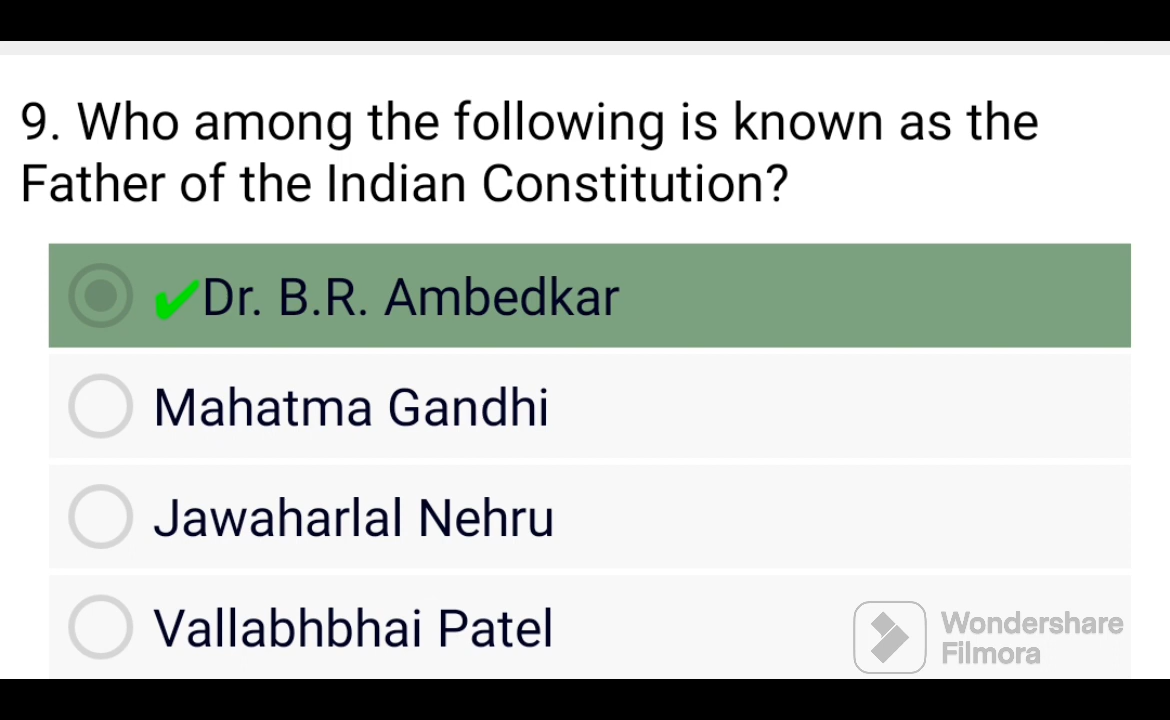 9. Who among the following is known as the
Father of the Indian Constitution?
✔Dr. B.R. Ambedkar
Mahatma Gandhi
Jawaharlal Nehru
Vallabhbhai Patel
Wondershare
Filmora